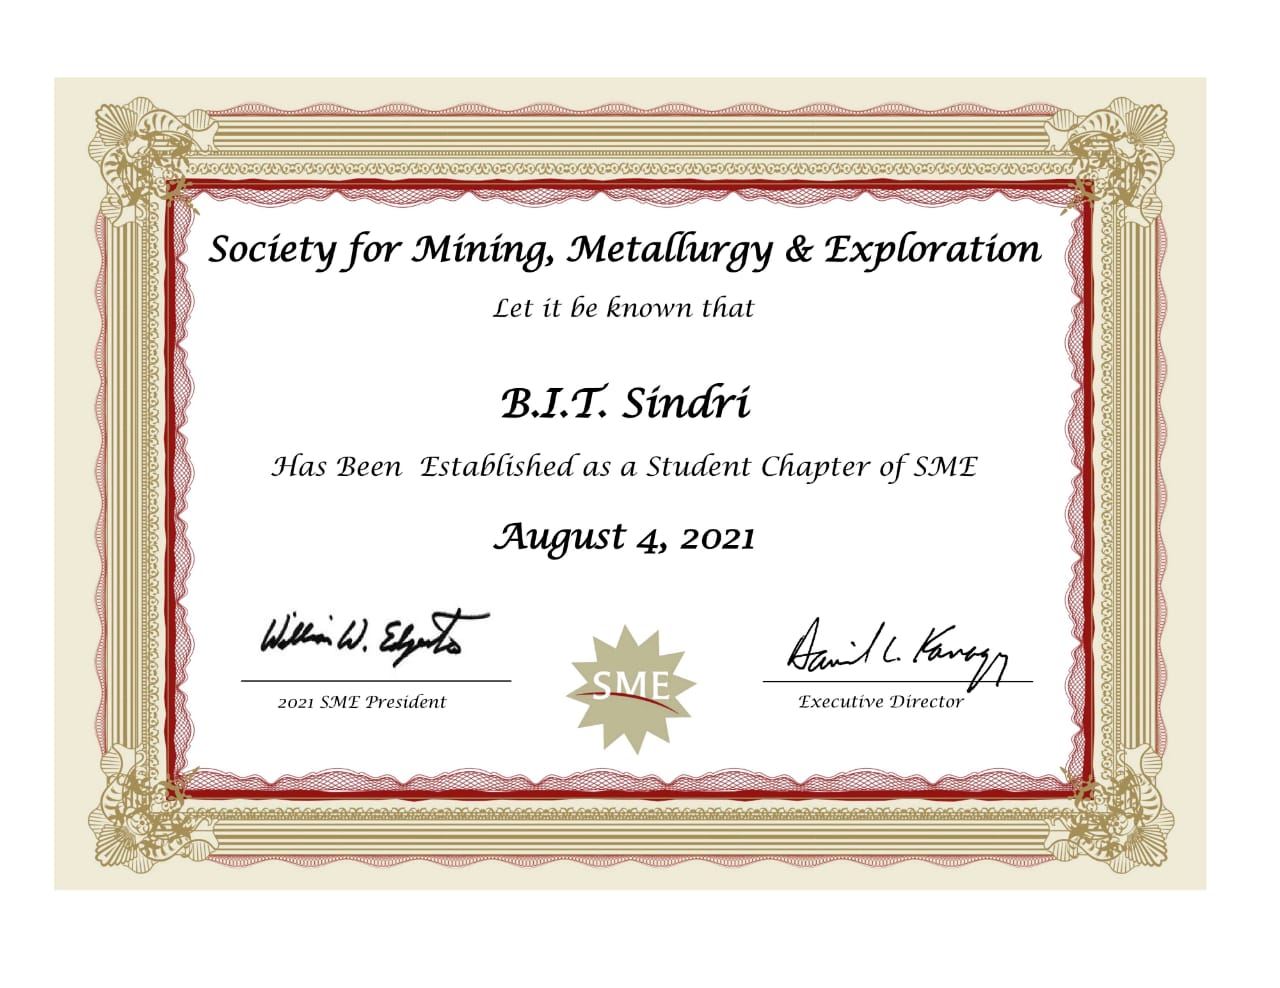 Society for Mining, Metallurgy & Exploration
Let it be known that
B.I.T. Sindri
Has Been Established as a Student Chapter of SME
August 4, 2021
William W. Edgerto
David L. Kanagy
2021 SME President
SME
Executive Director